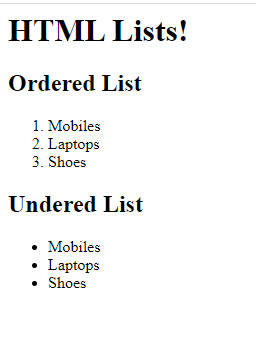 HTML Lists!
Ordered List
1. Mobiles
2. Laptops
3. Shoes
Undered List
• Mobiles
• Laptops
• Shoes